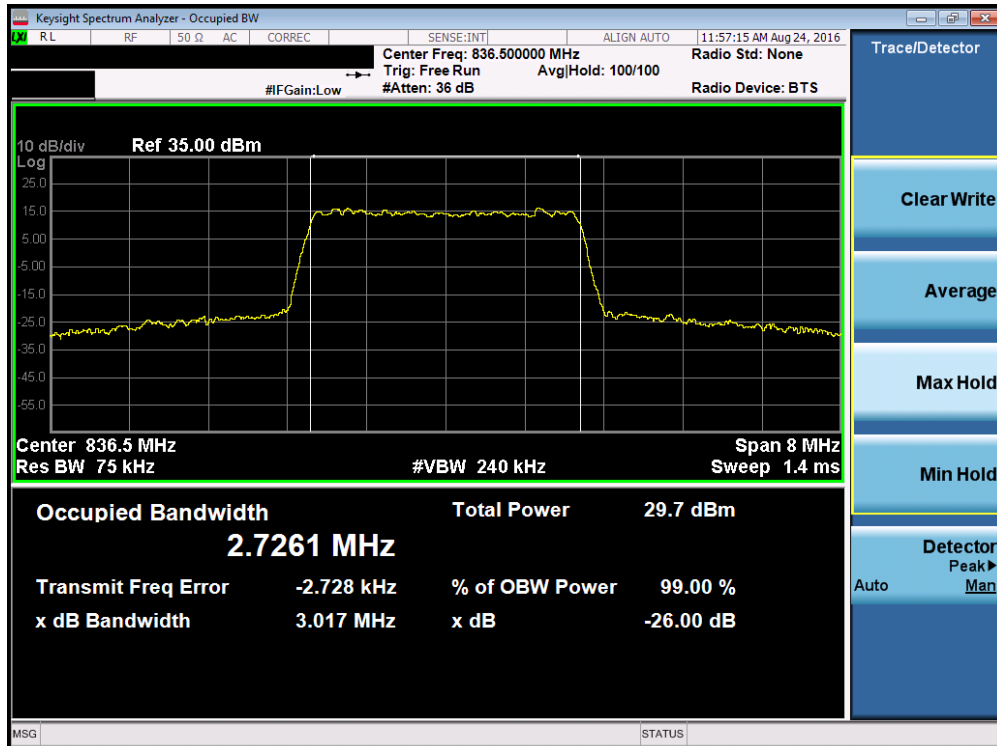 Keysight Spectrum Analyzer - Occupied BW
LXI RL RF 50 Ω AC CORREC SENSE:INT ALIGN AUTO 11:57:15 AM Aug 24, 2016
Center Freq: 836.500000 MHz Radio Std: None
Trig: Free Run Avg|Hold: 100/100
#IFGain:Low #Atten: 36 dB Radio Device: BTS
10 dB/div Ref 35.00 dBm
Log
25.0
15.0
5.00
-5.00
-15.0
-25.0
-35.0
-45.0
-55.0
Center 836.5 MHz Span 8 MHz
Res BW 75 kHz #VBW 240 kHz Sweep 1.4 ms
Occupied Bandwidth Total Power 29.7 dBm
2.7261 MHz
Transmit Freq Error -2.728 kHz % of OBW Power 99.00 %
x dB Bandwidth 3.017 MHz x dB -26.00 dB
MSG STATUS
Trace/Detector
Clear Write
Average
Max Hold
Min Hold
Detector
Peak▶
Auto Man